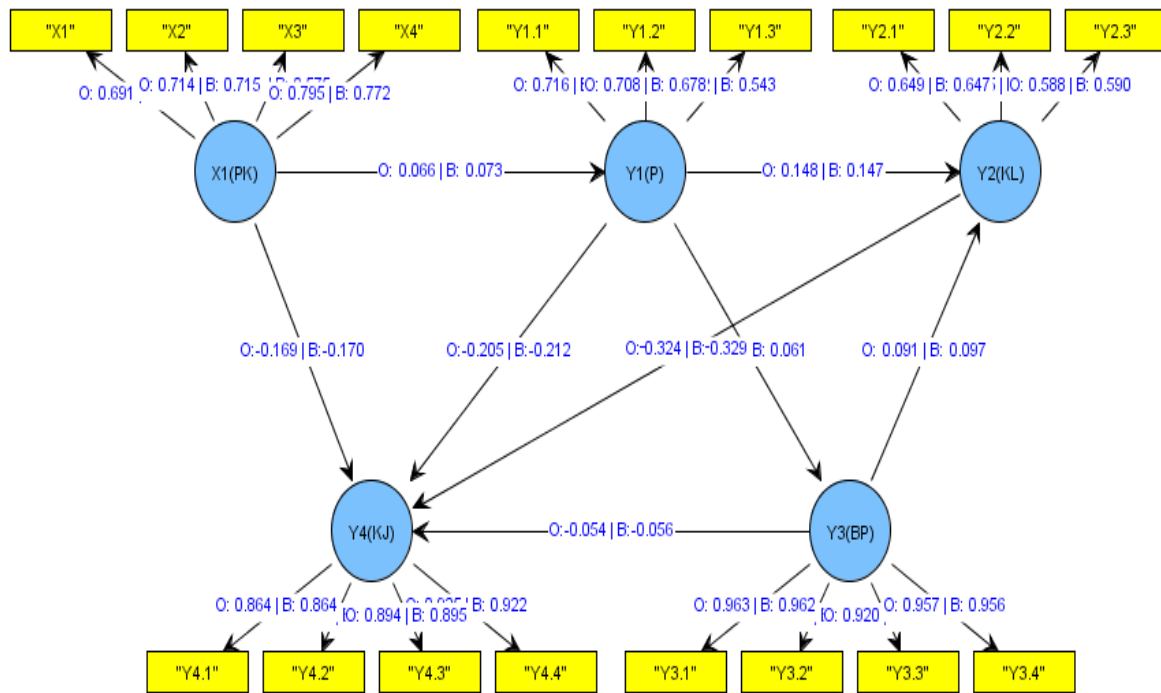 "X1" "X2" "X3" "X4" "Y1.1" "Y1.2" "Y1.3" "Y2.1" "Y2.2" "Y2.3"
O: 0.691 O: 0.714 | B: 0.715 O: 0.795 | B: 0.772 O: 0.716 | O: 0.708 | B: 0.678 B: 0.543 O: 0.649 | B: 0.647 O: 0.588 | B: 0.590
X1(PK) O: 0.066 | B: 0.073 Y1(P) O: 0.148 | B: 0.147 Y2(KL)
O:-0.169 | B:-0.170 O:-0.205 | B:-0.212 O:-0.324 | B:-0.329 B: 0.061 O: 0.091 | B: 0.097
Y4(KJ) O:-0.054 | B:-0.056 Y3(BP)
O: 0.864 | B: 0.864 O: 0.894 | B: 0.895 B: 0.922 O: 0.963 | B: 0.962 O: 0.920 O: 0.957 | B: 0.956
"Y4.1" "Y4.2" "Y4.3" "Y4.4" "Y3.1" "Y3.2" "Y3.3" "Y3.4"